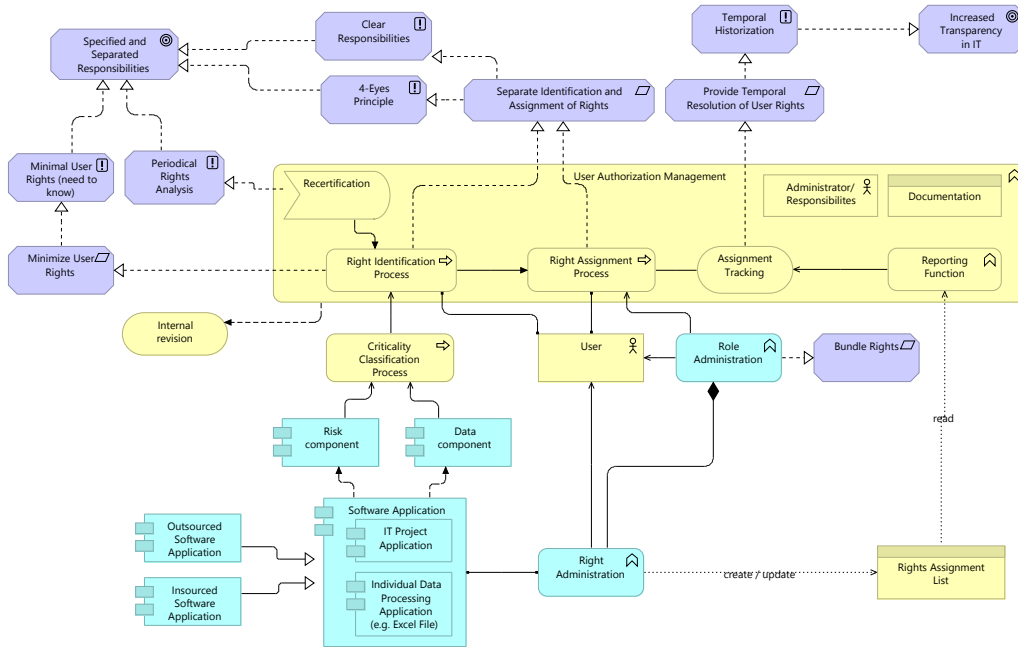 Temporal
Historization
Increased
Transparency
in IT
Clear
Responsibilities
Specified and
Separated
Responsibilities
4-Eyes
Principle
Separate Identification and
Assignment of Rights
Provide Temporal
Resolution of User Rights
Minimal User
Rights (need to
know)
Periodical
Rights
Analysis
User Authorization Management
Recertification
Administrator/
Responsibilites
Documentation
Minimize User
Rights
Right Identification
Process
Right Assignment
Process
Assignment
Tracking
Reporting
Function
Internal
revision
Criticality
Classification
Process
User
Role
Administration
Bundle Rights
read
Risk
component
Data
component
Software Application
IT Project
Application
Outsourced
Software
Application
Insourced
Software
Application
Individual Data
Processing
Application
(e.g. Excel File)
Right
Administration
create / update
Rights Assignment
List